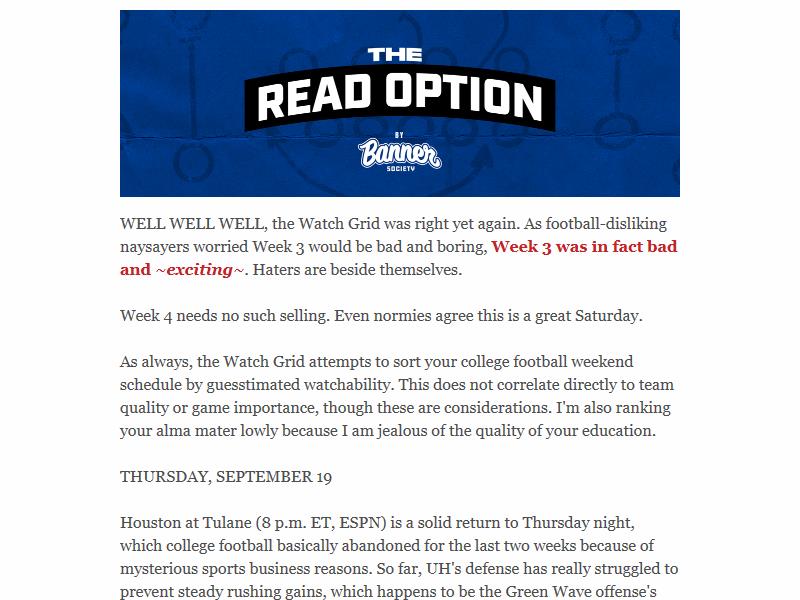 THE
READ OPTION
BY
Banner
SOCIETY
WELL WELL WELL, the Watch Grid was right yet again. As football-disliking
naysayers worried Week 3 would be bad and boring, Week 3 was in fact bad
and ~exciting~. Haters are beside themselves.
Week 4 needs no such selling. Even normies agree this is a great Saturday.
As always, the Watch Grid attempts to sort your college football weekend
schedule by guesstimated watchability. This does not correlate directly to team
quality or game importance, though these are considerations. I'm also ranking
your alma mater lowly because I am jealous of the quality of your education.
THURSDAY, SEPTEMBER 19
Houston at Tulane (8 p.m. ET, ESPN) is a solid return to Thursday night,
which college football basically abandoned for the last two weeks because of
mysterious sports business reasons. So far, UH's defense has really struggled to
prevent steady rushing gains, which happens to be the Green Wave offense's